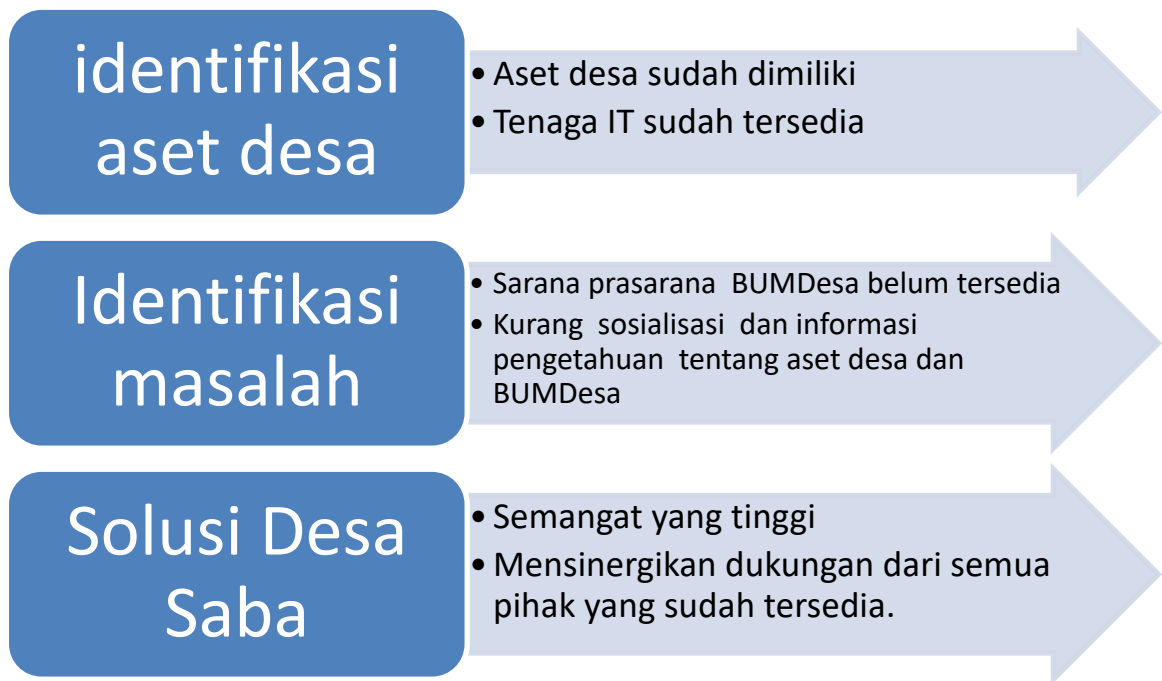 identifikasi
aset desa
• Aset desa sudah dimiliki
• Tenaga IT sudah tersedia
Identifikasi
masalah
• Sarana prasarana BUMDesa belum tersedia
• Kurang sosialisasi dan informasi
pengetahuan tentang aset desa dan
BUMDesa
Solusi Desa
Saba
• Semangat yang tinggi
• Mensinergikan dukungan dari semua
pihak yang sudah tersedia.